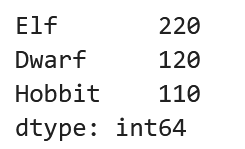 Elf       220
Dwarf     120
Hobbit    110
dtype: int64